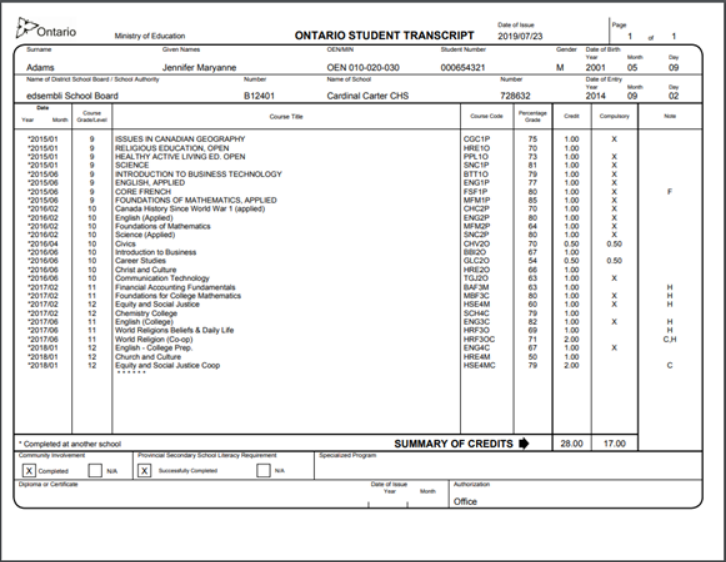 Ontario Ministry of Education ONTARIO STUDENT TRANSCRIPT Date of Issue 2019/07/23 Page 1 of 1
Surname Given Names OEN/MIN Student Number Gender Date of Birth Year Month Day
Adams Jennifer Maryanne OEN 010-020-030 000654321 M 2001 05 09
Name of District School Board / School Authority Number Name of School Number Date of Entry Year Month Day
edsembli School Board B12401 Cardinal Carter CHS 728632 2014 09 02
Date Year Month Course Grade/Level Course Title Course Code Percentage Grade Credit Compulsory Note
*2015/01 9 ISSUES IN CANADIAN GEOGRAPHY CGC1P 75 1.00 X
*2015/01 9 RELIGIOUS EDUCATION, OPEN HRE1O 70 1.00
*2015/01 9 HEALTHY ACTIVE LIVING ED. OPEN PPL1O 73 1.00 X
*2015/01 9 SCIENCE SNC1P 81 1.00 X
*2015/06 9 INTRODUCTION TO BUSINESS TECHNOLOGY BTT1O 79 1.00 X
*2015/06 9 ENGLISH, APPLIED ENG1P 77 1.00 X
*2015/06 9 CORE FRENCH FSF1P 80 1.00 X F
*2015/06 9 FOUNDATIONS OF MATHEMATICS, APPLIED MFM1P 85 1.00 X
*2016/02 10 Canada History Since World War 1 (applied) CHC2P 70 1.00 X
*2016/02 10 English (Applied) ENG2P 80 1.00 X
*2016/02 10 Foundations of Mathematics MFM2P 64 1.00 X
*2016/02 10 Science (Applied) SNC2P 80 1.00 X
*2016/04 10 Civics CHV2O 70 0.50 0.50
*2016/06 10 Introduction to Business BBI2O 67 1.00
*2016/06 10 Career Studies GLC2O 54 0.50 0.50
*2016/06 10 Christ and Culture HRE2O 66 1.00
*2016/06 10 Communication Technology TGJ2O 63 1.00 X
*2017/02 11 Financial Accounting Fundamentals BAF3M 63 1.00 H
*2017/02 11 Foundations for College Mathematics MBF3C 80 1.00 X H
*2017/02 12 Equity and Social Justice HSE4M 60 1.00 X H
*2017/02 12 Chemistry College SCH4C 79 1.00
*2017/06 11 English (College) ENG3C 82 1.00 X H
*2017/06 11 World Religions Beliefs & Daily Life HRF3O 69 1.00 H
*2017/06 11 World Religion (Co-op) HRF3OC 71 2.00 C,H
*2018/01 12 English - College Prep. ENG4C 67 1.00 X
*2018/01 12 Church and Culture HRE4M 50 1.00
*2018/01 12 Equity and Social Justice Coop HSE4MC 79 2.00 C
* * * * * *
* Completed at another school SUMMARY OF CREDITS 28.00 17.00
Community Involvement Provincial Secondary School Literacy Requirement Specialized Program
X Completed N/A X Successfully Completed N/A
Diploma or Certificate Date of Issue Year Month Authorization
Office